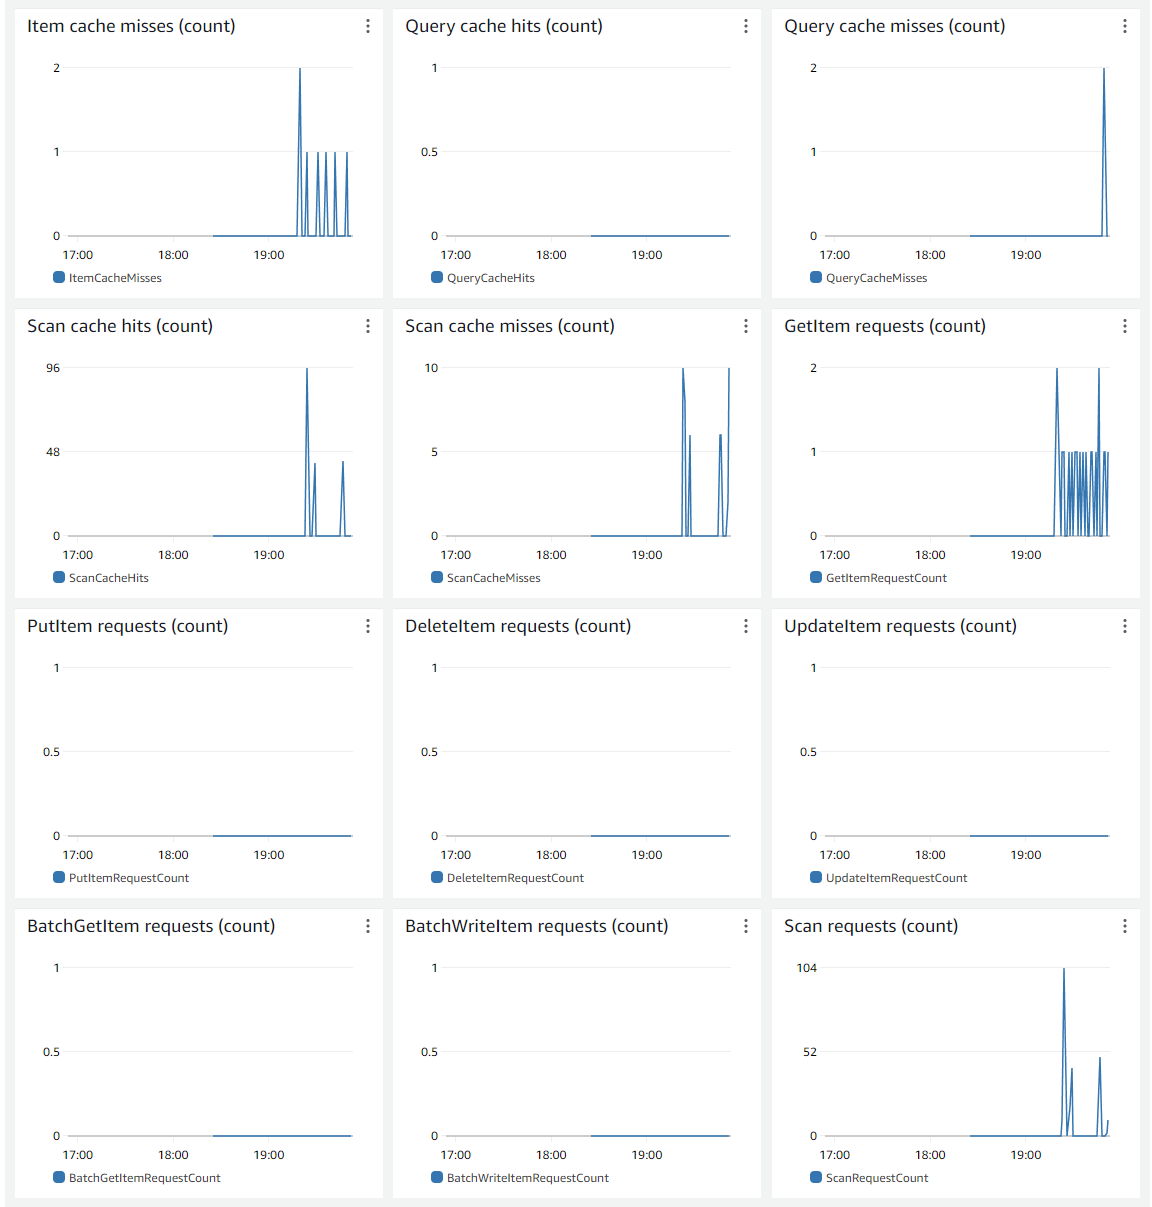 Item cache misses (count)
2
1
0
17:00 18:00 19:00
ItemCacheMisses
Query cache hits (count)
1
0.5
0
17:00 18:00 19:00
QueryCacheHits
Query cache misses (count)
2
1
0
17:00 18:00 19:00
QueryCacheMisses
Scan cache hits (count)
96
48
0
17:00 18:00 19:00
ScanCacheHits
Scan cache misses (count)
10
5
0
17:00 18:00 19:00
ScanCacheMisses
GetItem requests (count)
2
1
0
17:00 18:00 19:00
GetItemRequestCount
PutItem requests (count)
1
0.5
0
17:00 18:00 19:00
PutItemRequestCount
DeleteItem requests (count)
1
0.5
0
17:00 18:00 19:00
DeleteItemRequestCount
UpdateItem requests (count)
1
0.5
0
17:00 18:00 19:00
UpdateItemRequestCount
BatchGetItem requests (count)
1
0.5
0
17:00 18:00 19:00
BatchGetItemRequestCount
BatchWriteItem requests (count)
1
0.5
0
17:00 18:00 19:00
BatchWriteItemRequestCount
Scan requests (count)
104
52
0
17:00 18:00 19:00
ScanRequestCount